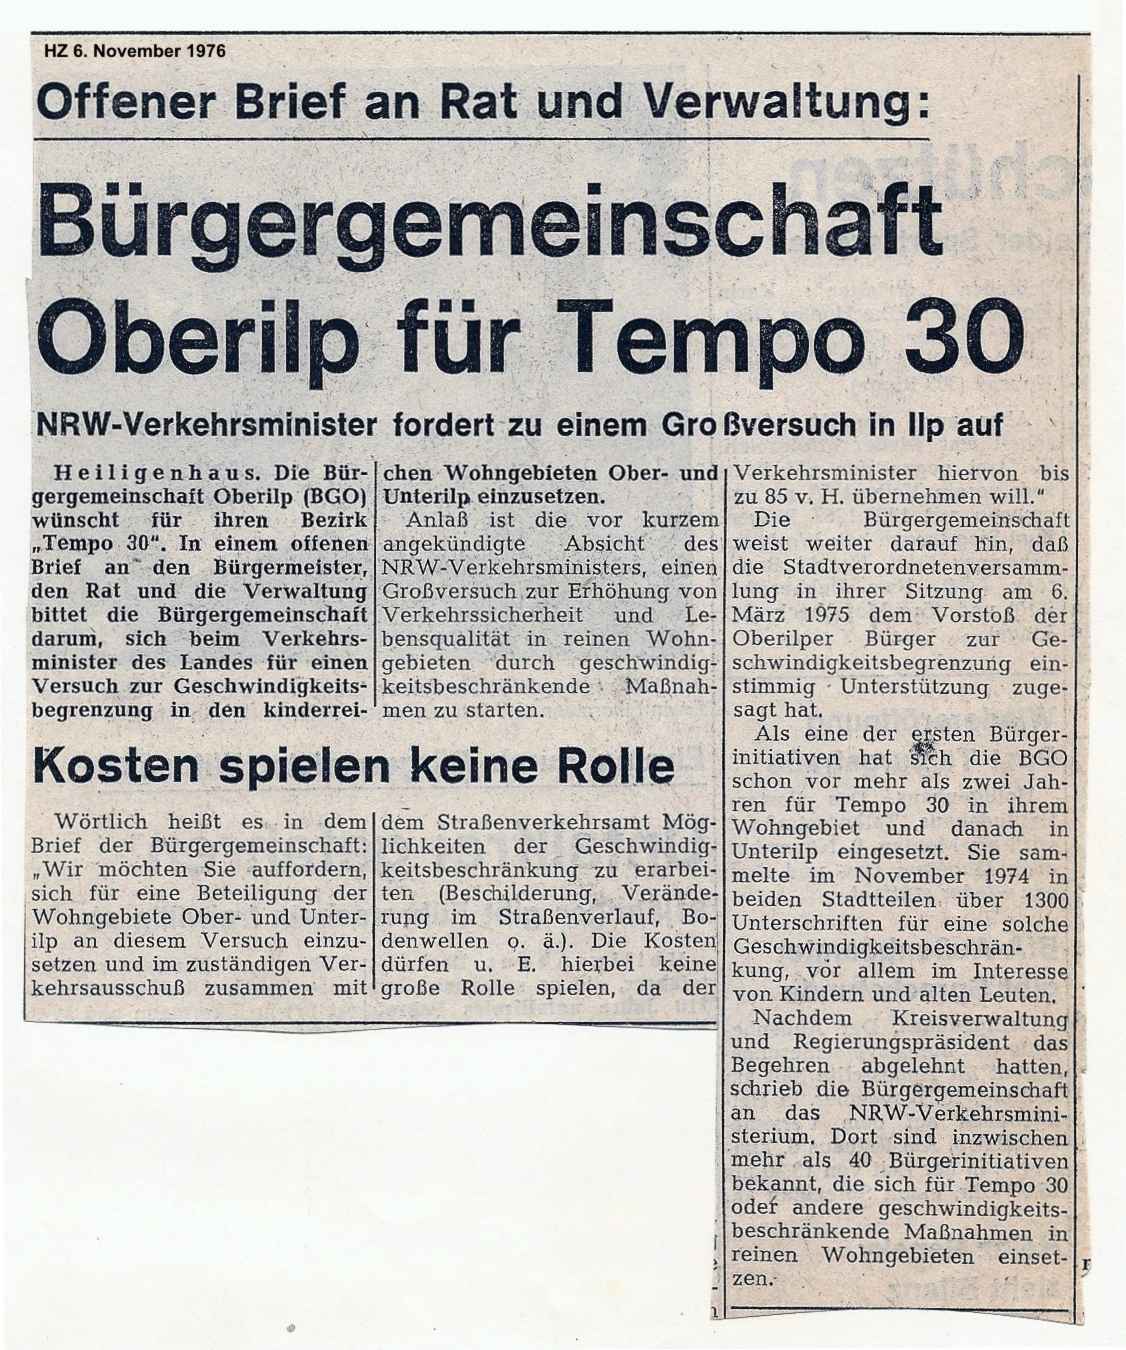 HZ 6. November 1976
Offener Brief an Rat und Verwaltung:
Bürgergemeinschaft
Oberilp für Tempo 30
NRW-Verkehrsminister fordert zu einem Großversuch in Ilp auf
Heiligenhaus. Die Bür-
gergemeinschaft Oberilp (BGO)
wünscht für ihren Bezirk
„Tempo 30“. In einem offenen
Brief an den Bürgermeister,
den Rat und die Verwaltung
bittet die Bürgergemeinschaft
darum, sich beim Verkehrs-
minister des Landes für einen
Versuch zur Geschwindigkeits-
begrenzung in den kinderrei-
chen Wohngebieten Ober- und
Unterilp einzusetzen.
Anlaß ist die vor kurzem
angekündigte Absicht des
NRW-Verkehrsministers, einen
Großversuch zur Erhöhung von
Verkehrssicherheit und Le-
bensqualität in reinen Wohn-
gebieten durch geschwindig-
keitsbeschränkende Maßnah-
men zu starten.
Kosten spielen keine Rolle
Wörtlich heißt es in dem
Brief der Bürgergemeinschaft:
„Wir möchten Sie auffordern,
sich für eine Beteiligung der
Wohngebiete Ober- und Unter-
ilp an diesem Versuch einzu-
setzen und im zuständigen Ver-
kehrsausschuß zusammen mit
dem Straßenverkehrsamt Mög-
lichkeiten der Geschwindig-
keitsbeschränkung zu erarbei-
ten (Beschilderung, Verände-
rung im Straßenverlauf, Bo-
denwellen o. ä.). Die Kosten
dürfen u. E. hierbei keine
große Rolle spielen, da der
Verkehrsminister hiervon bis
zu 85 v. H. übernehmen will.“
Die Bürgergemeinschaft
weist weiter darauf hin, daß
die Stadtverordnetenversamm-
lung in ihrer Sitzung am 6.
März 1975 dem Vorstoß der
Oberilper Bürger zur Ge-
schwindigkeitsbegrenzung ein-
stimmig Unterstützung zuge-
sagt hat.
Als eine der ersten Bürger-
initiativen hat sich die BGO
schon vor mehr als zwei Jah-
ren für Tempo 30 in ihrem
Wohngebiet und danach in
Unterilp eingesetzt. Sie sam-
melte im November 1974 in
beiden Stadtteilen über 1300
Unterschriften für eine solche
Geschwindigkeitsbeschrän-
kung, vor allem im Interesse
von Kindern und alten Leuten.
Nachdem Kreisverwaltung
und Regierungspräsident das
Begehren abgelehnt hatten,
schrieb die Bürgergemeinschaft
an das NRW-Verkehrsmini-
sterium. Dort sind inzwischen
mehr als 40 Bürgerinitiativen
bekannt, die sich für Tempo 30
oder andere geschwindigkeits-
beschränkende Maßnahmen in
reinen Wohngebieten einset-
zen.